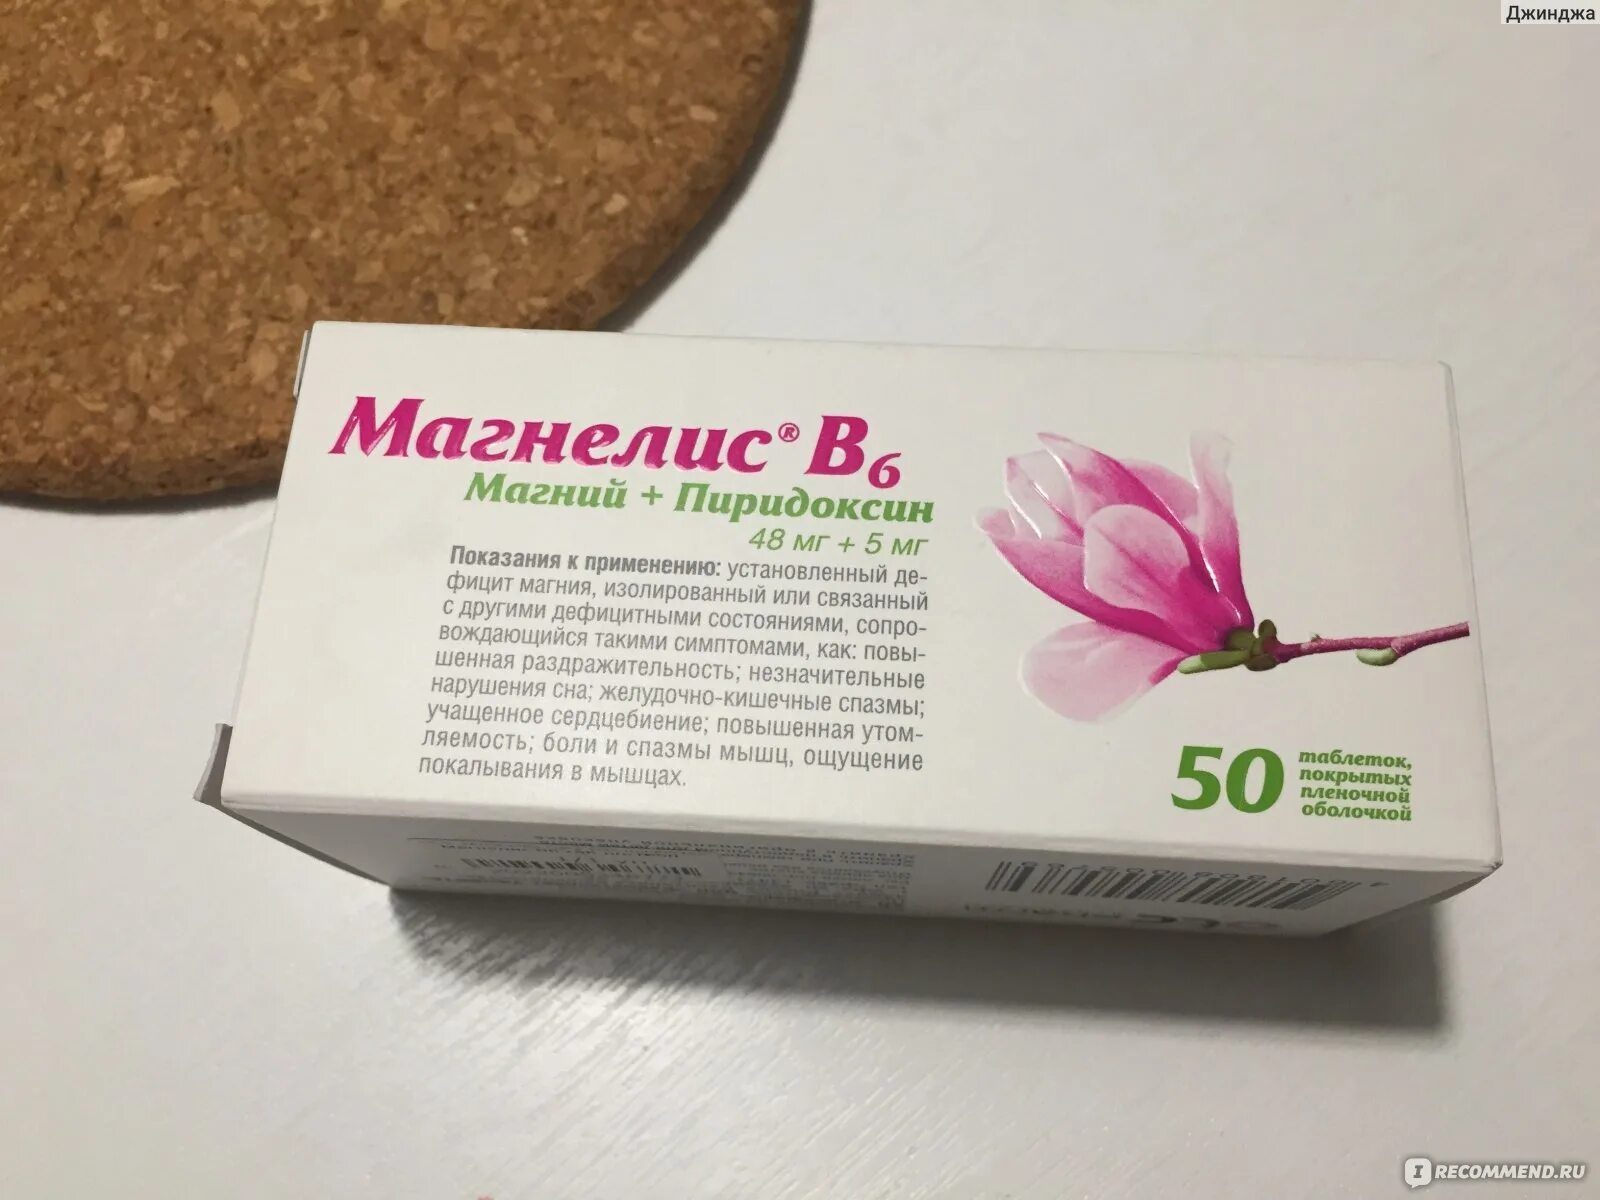 Джинджа
Магнелис® B6
Магний + Пиридоксин
48 мг + 5 мг
Показания к применению: установленный де-
фицит магния, изолированный или связанный
с другими дефицитными состояниями, сопро-
вождающийся такими симптомами, как: повы-
шенная раздражительность; незначительные
нарушения сна; желудочно-кишечные спазмы;
учащенное сердцебиение; повышенная утом-
ляемость; боли и спазмы мышц, ощущение
покалывания в мышцах.
50 таблеток,
покрытых
пленочной
оболочкой
IRECOMMEND.RU